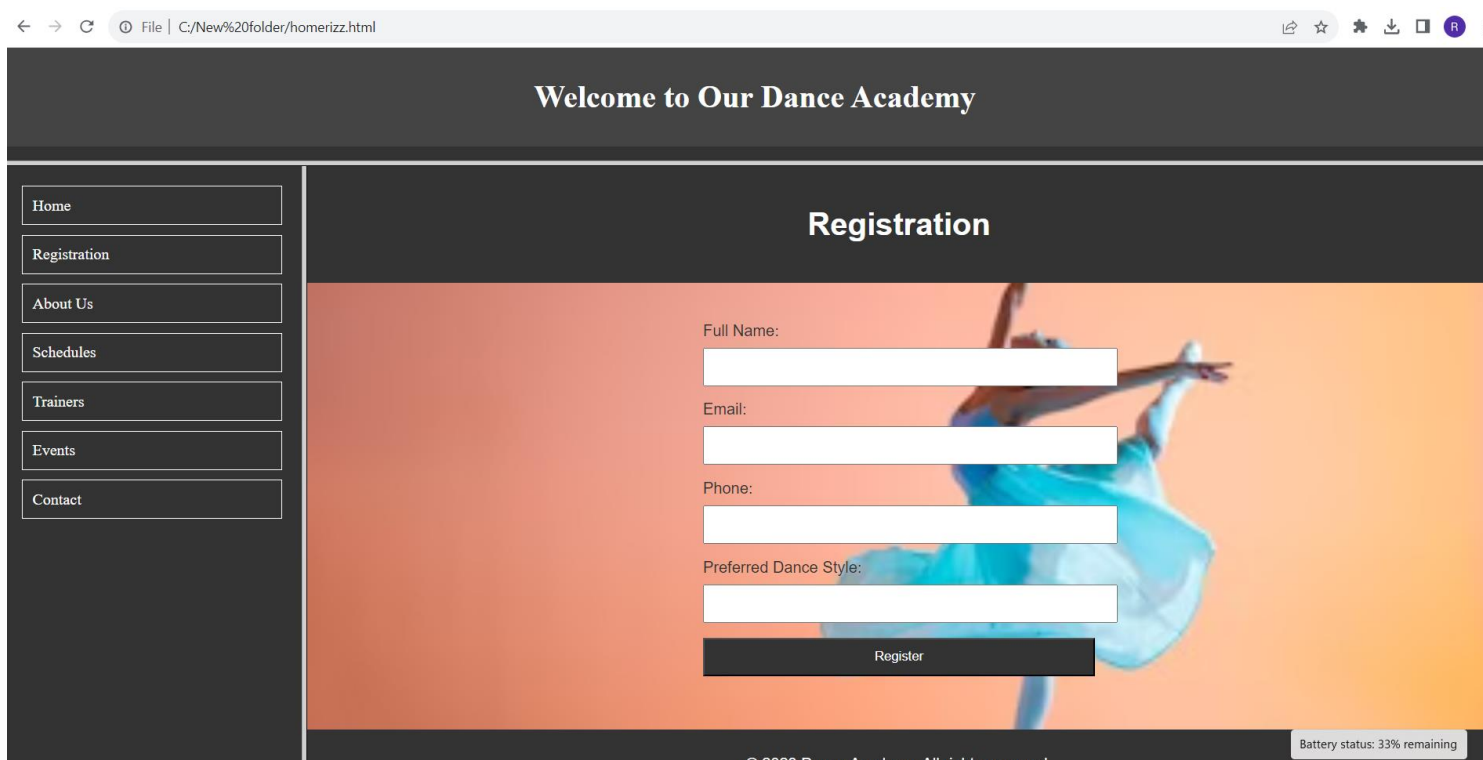 File | C:/New%20folder/homerizz.html
R
Welcome to Our Dance Academy
Home
Registration
About Us
Schedules
Trainers
Events
Contact
Registration
Full Name:
Email:
Phone:
Preferred Dance Style:
Register
Battery status: 33% remaining